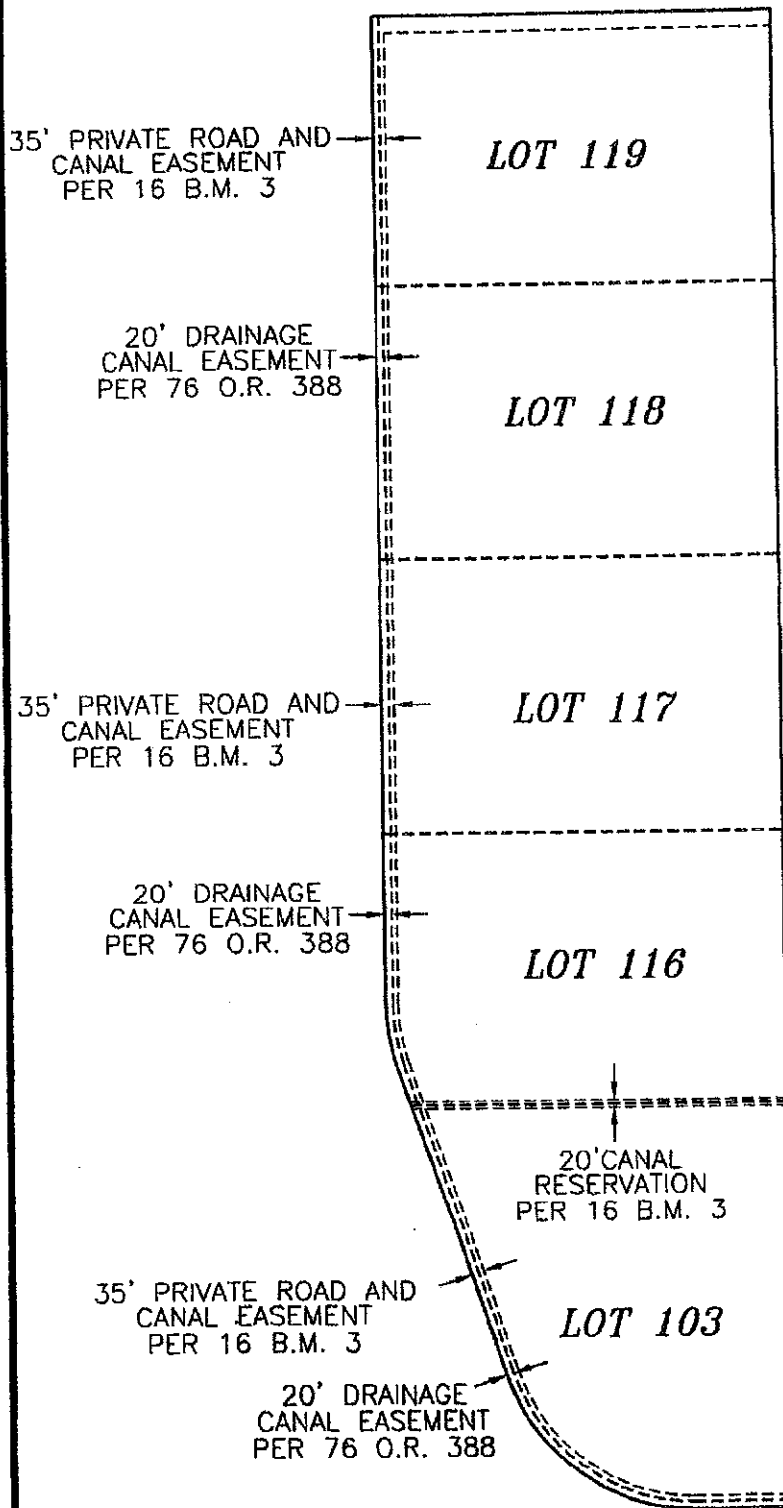 35' PRIVATE ROAD AND
CANAL EASEMENT
PER 16 B.M. 3
LOT 119
20' DRAINAGE
CANAL EASEMENT
PER 76 O.R. 388
LOT 118
35' PRIVATE ROAD AND
CANAL EASEMENT
PER 16 B.M. 3
LOT 117
20' DRAINAGE
CANAL EASEMENT
PER 76 O.R. 388
LOT 116
20'CANAL
RESERVATION
PER 16 B.M. 3
35' PRIVATE ROAD AND
CANAL EASEMENT
PER 16 B.M. 3
LOT 103
20' DRAINAGE
CANAL EASEMENT
PER 76 O.R. 388